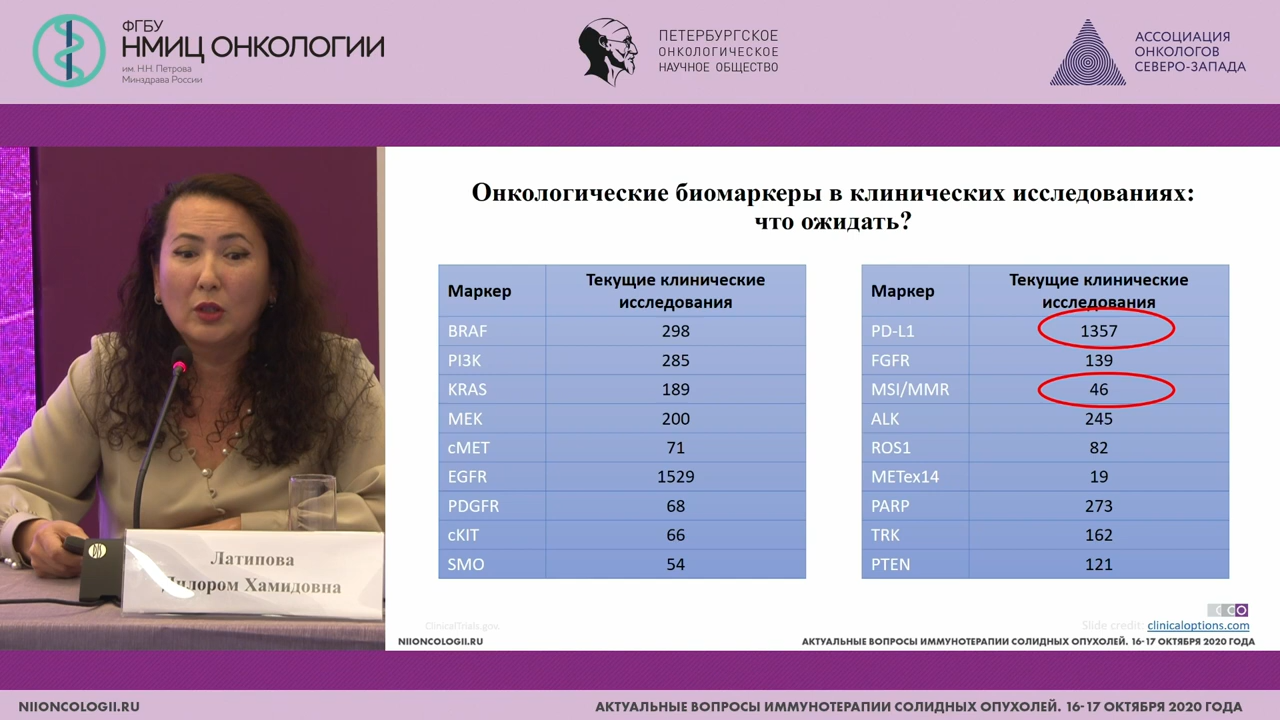 ФГБУ
НМИЦ ОНКОЛОГИИ
им. Н.Н. Петрова
Минздрава России
ПЕТЕРБУРГСКОЕ
ОНКОЛОГИЧЕСКОЕ
НАУЧНОЕ ОБЩЕСТВО
АССОЦИАЦИЯ
ОНКОЛОГОВ
СЕВЕРО-ЗАПАДА
Онкологические биомаркеры в клинических исследованиях:
что ожидать?
Маркер Текущие клинические
исследования
BRAF 298
PI3K 285
KRAS 189
MEK 200
cMET 71
EGFR 1529
PDGFR 68
cKIT 66
SMO 54
Маркер Текущие клинические
исследования
PD-L1 1357
FGFR 139
MSI/MMR 46
ALK 245
ROS1 82
METex14 19
PARP 273
TRK 162
PTEN 121
Латипова
Дилором Хамидовна
CCO
ClinicalTrials.gov.
Slide credit: clinicaloptions.com
NIIONCOLOGII.RU
АКТУАЛЬНЫЕ ВОПРОСЫ ИММУНОТЕРАПИИ СОЛИДНЫХ ОПУХОЛЕЙ. 16-17 ОКТЯБРЯ 2020 ГОДА
NIIONCOLOGII.RU
АКТУАЛЬНЫЕ ВОПРОСЫ ИММУНОТЕРАПИИ СОЛИДНЫХ ОПУХОЛЕЙ. 16-17 ОКТЯБРЯ 2020 ГОДА